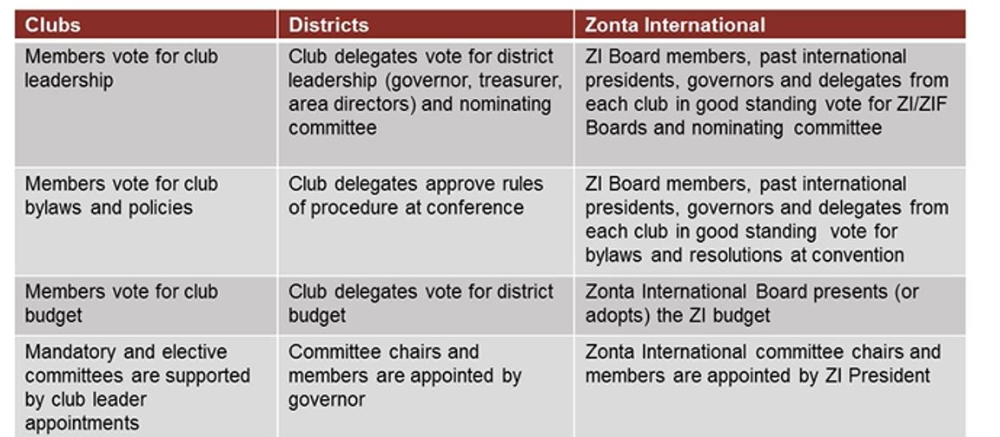 Clubs
Districts
Zonta International
Members vote for club
leadership
Club delegates vote for district
leadership (governor, treasurer,
area directors) and nominating
committee
ZI Board members, past international
presidents, governors and delegates from
each club in good standing vote for ZI/ZIF
Boards and nominating committee
Members vote for club
bylaws and policies
Club delegates approve rules
of procedure at conference
ZI Board members, past international
presidents, governors and delegates from
each club in good standing vote for
bylaws and resolutions at convention
Members vote for club
budget
Club delegates vote for district
budget
Zonta International Board presents (or
adopts) the ZI budget
Mandatory and elective
committees are supported
by club leader
appointments
Committee chairs and
members are appointed by
governor
Zonta International committee chairs and
members are appointed by ZI President